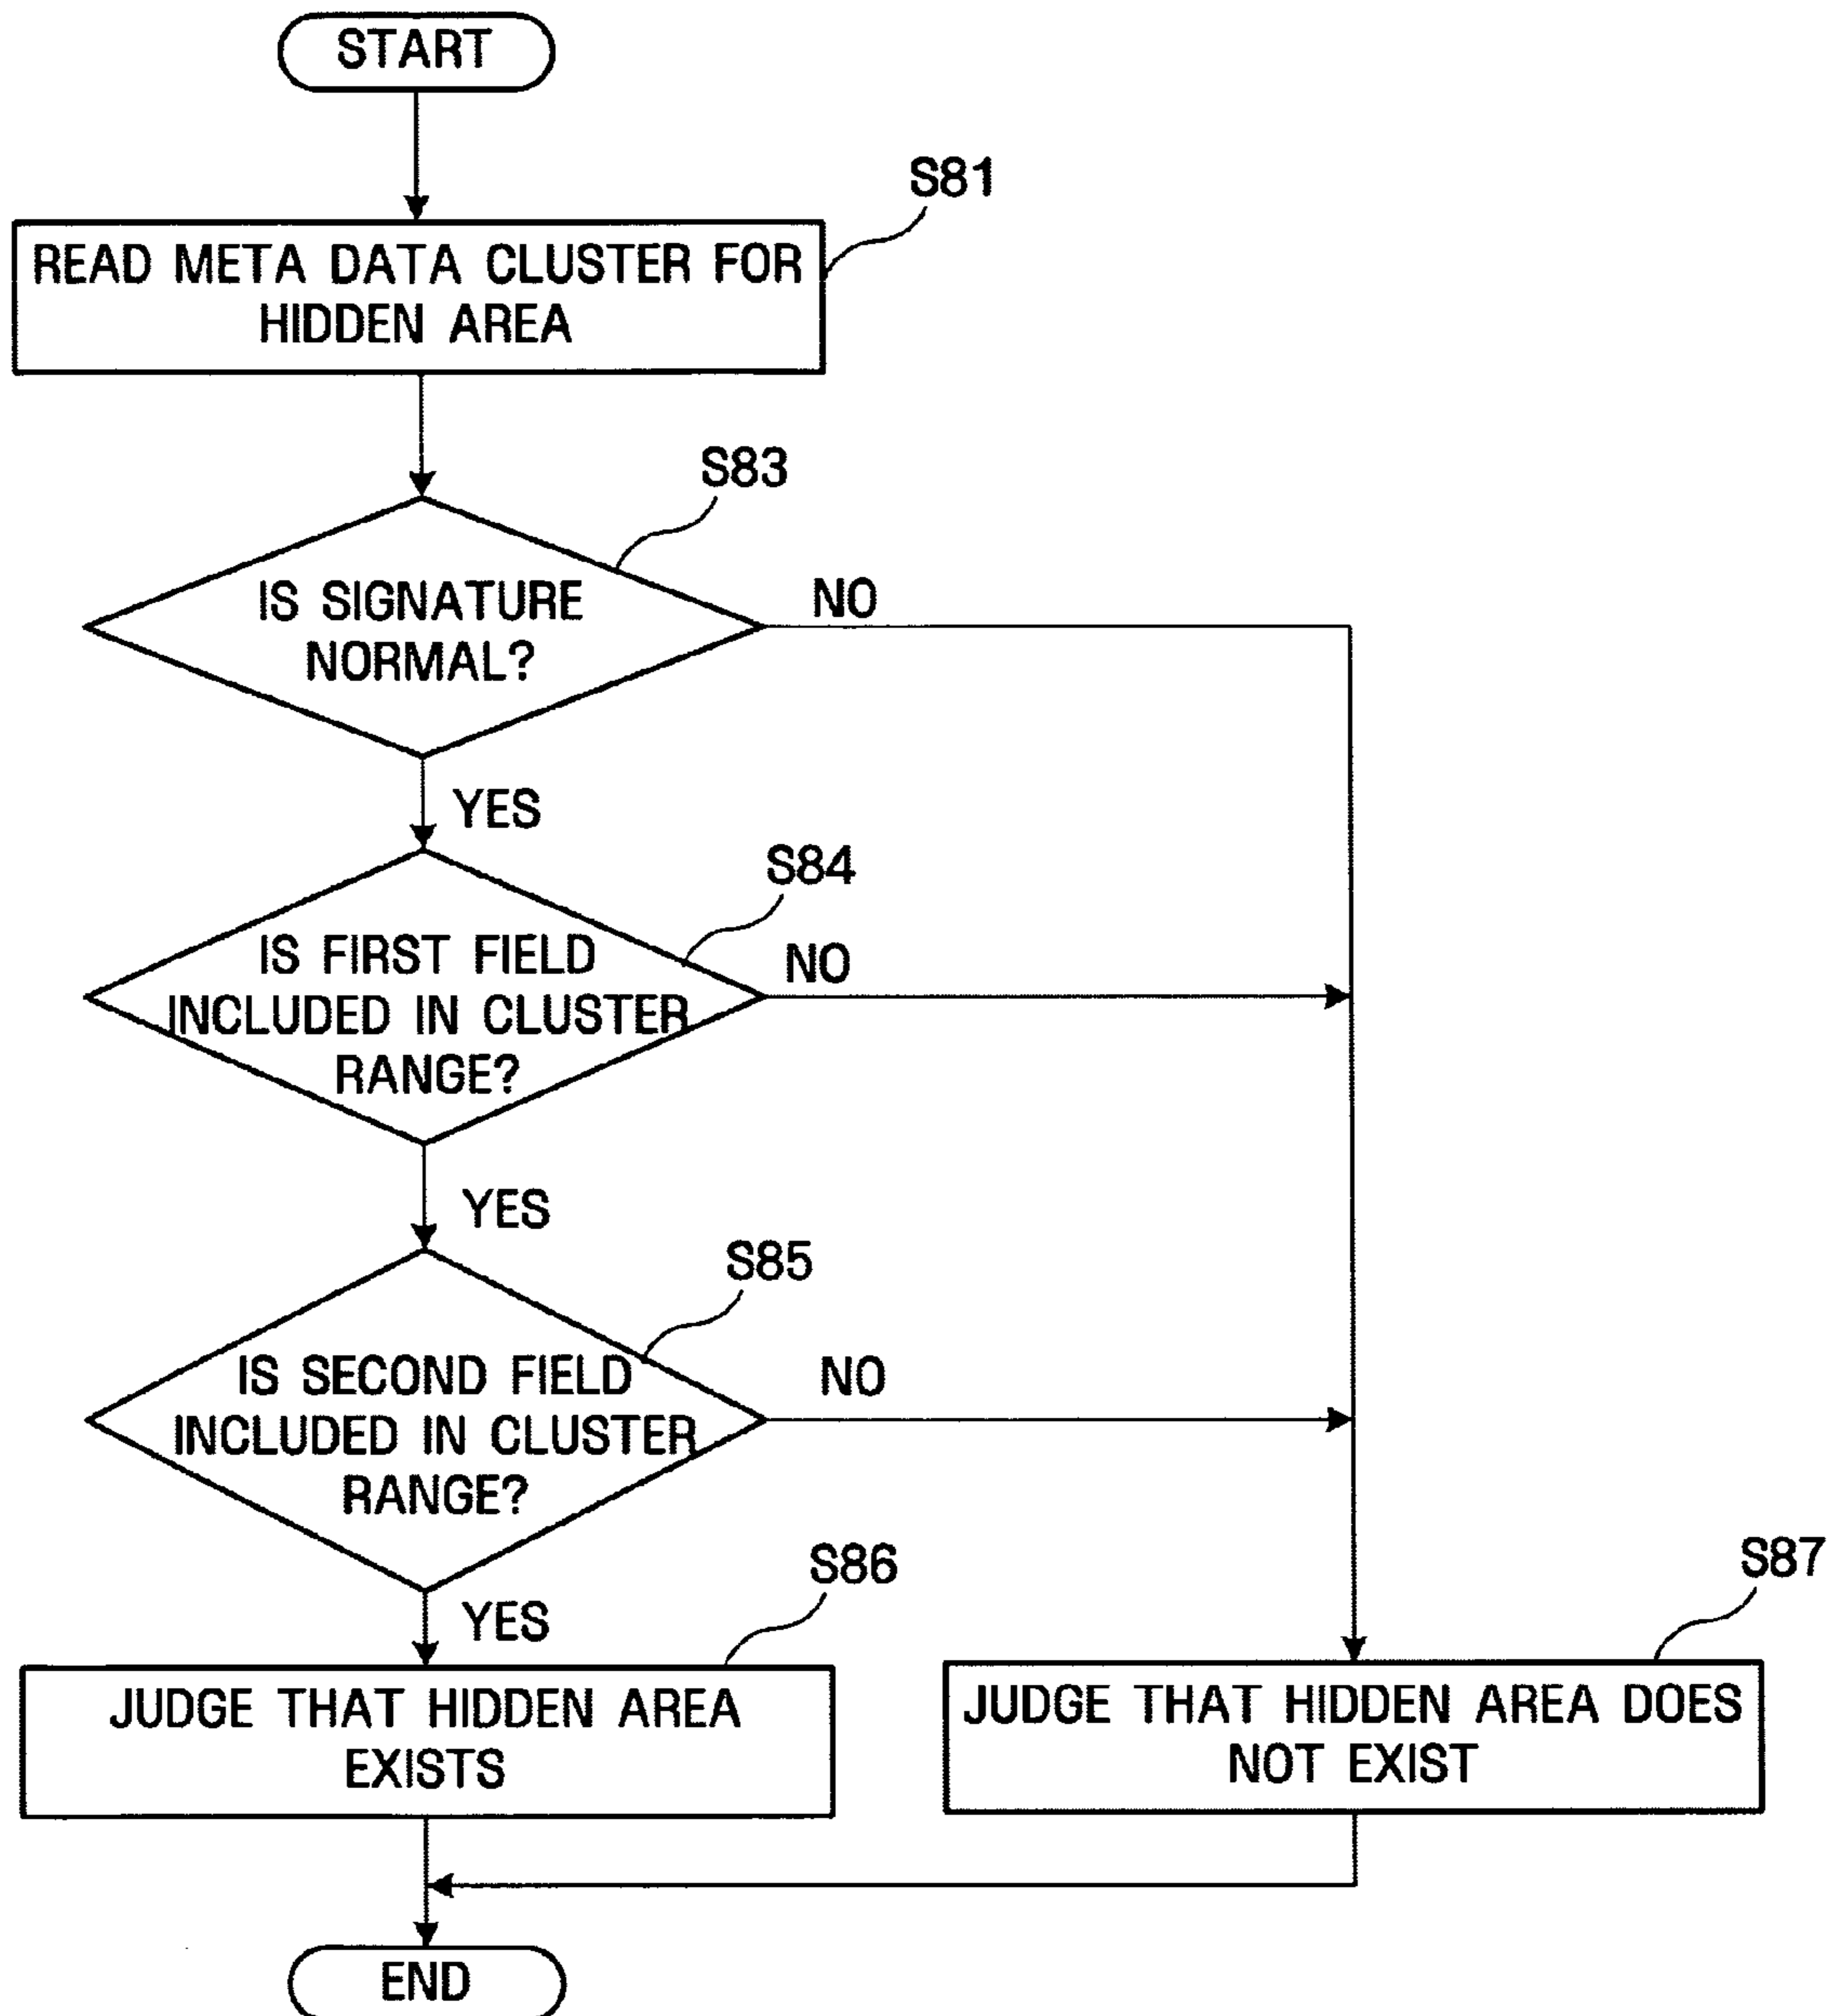 START
S81
READ META DATA CLUSTER FOR
HIDDEN AREA
S83
IS SIGNATURE
NORMAL?
NO
YES
S84
IS FIRST FIELD
INCLUDED IN CLUSTER
RANGE?
NO
YES
S85
IS SECOND FIELD
INCLUDED IN CLUSTER
RANGE?
NO
YES
S86
JUDGE THAT HIDDEN AREA
EXISTS
S87
JUDGE THAT HIDDEN AREA DOES
NOT EXIST
END